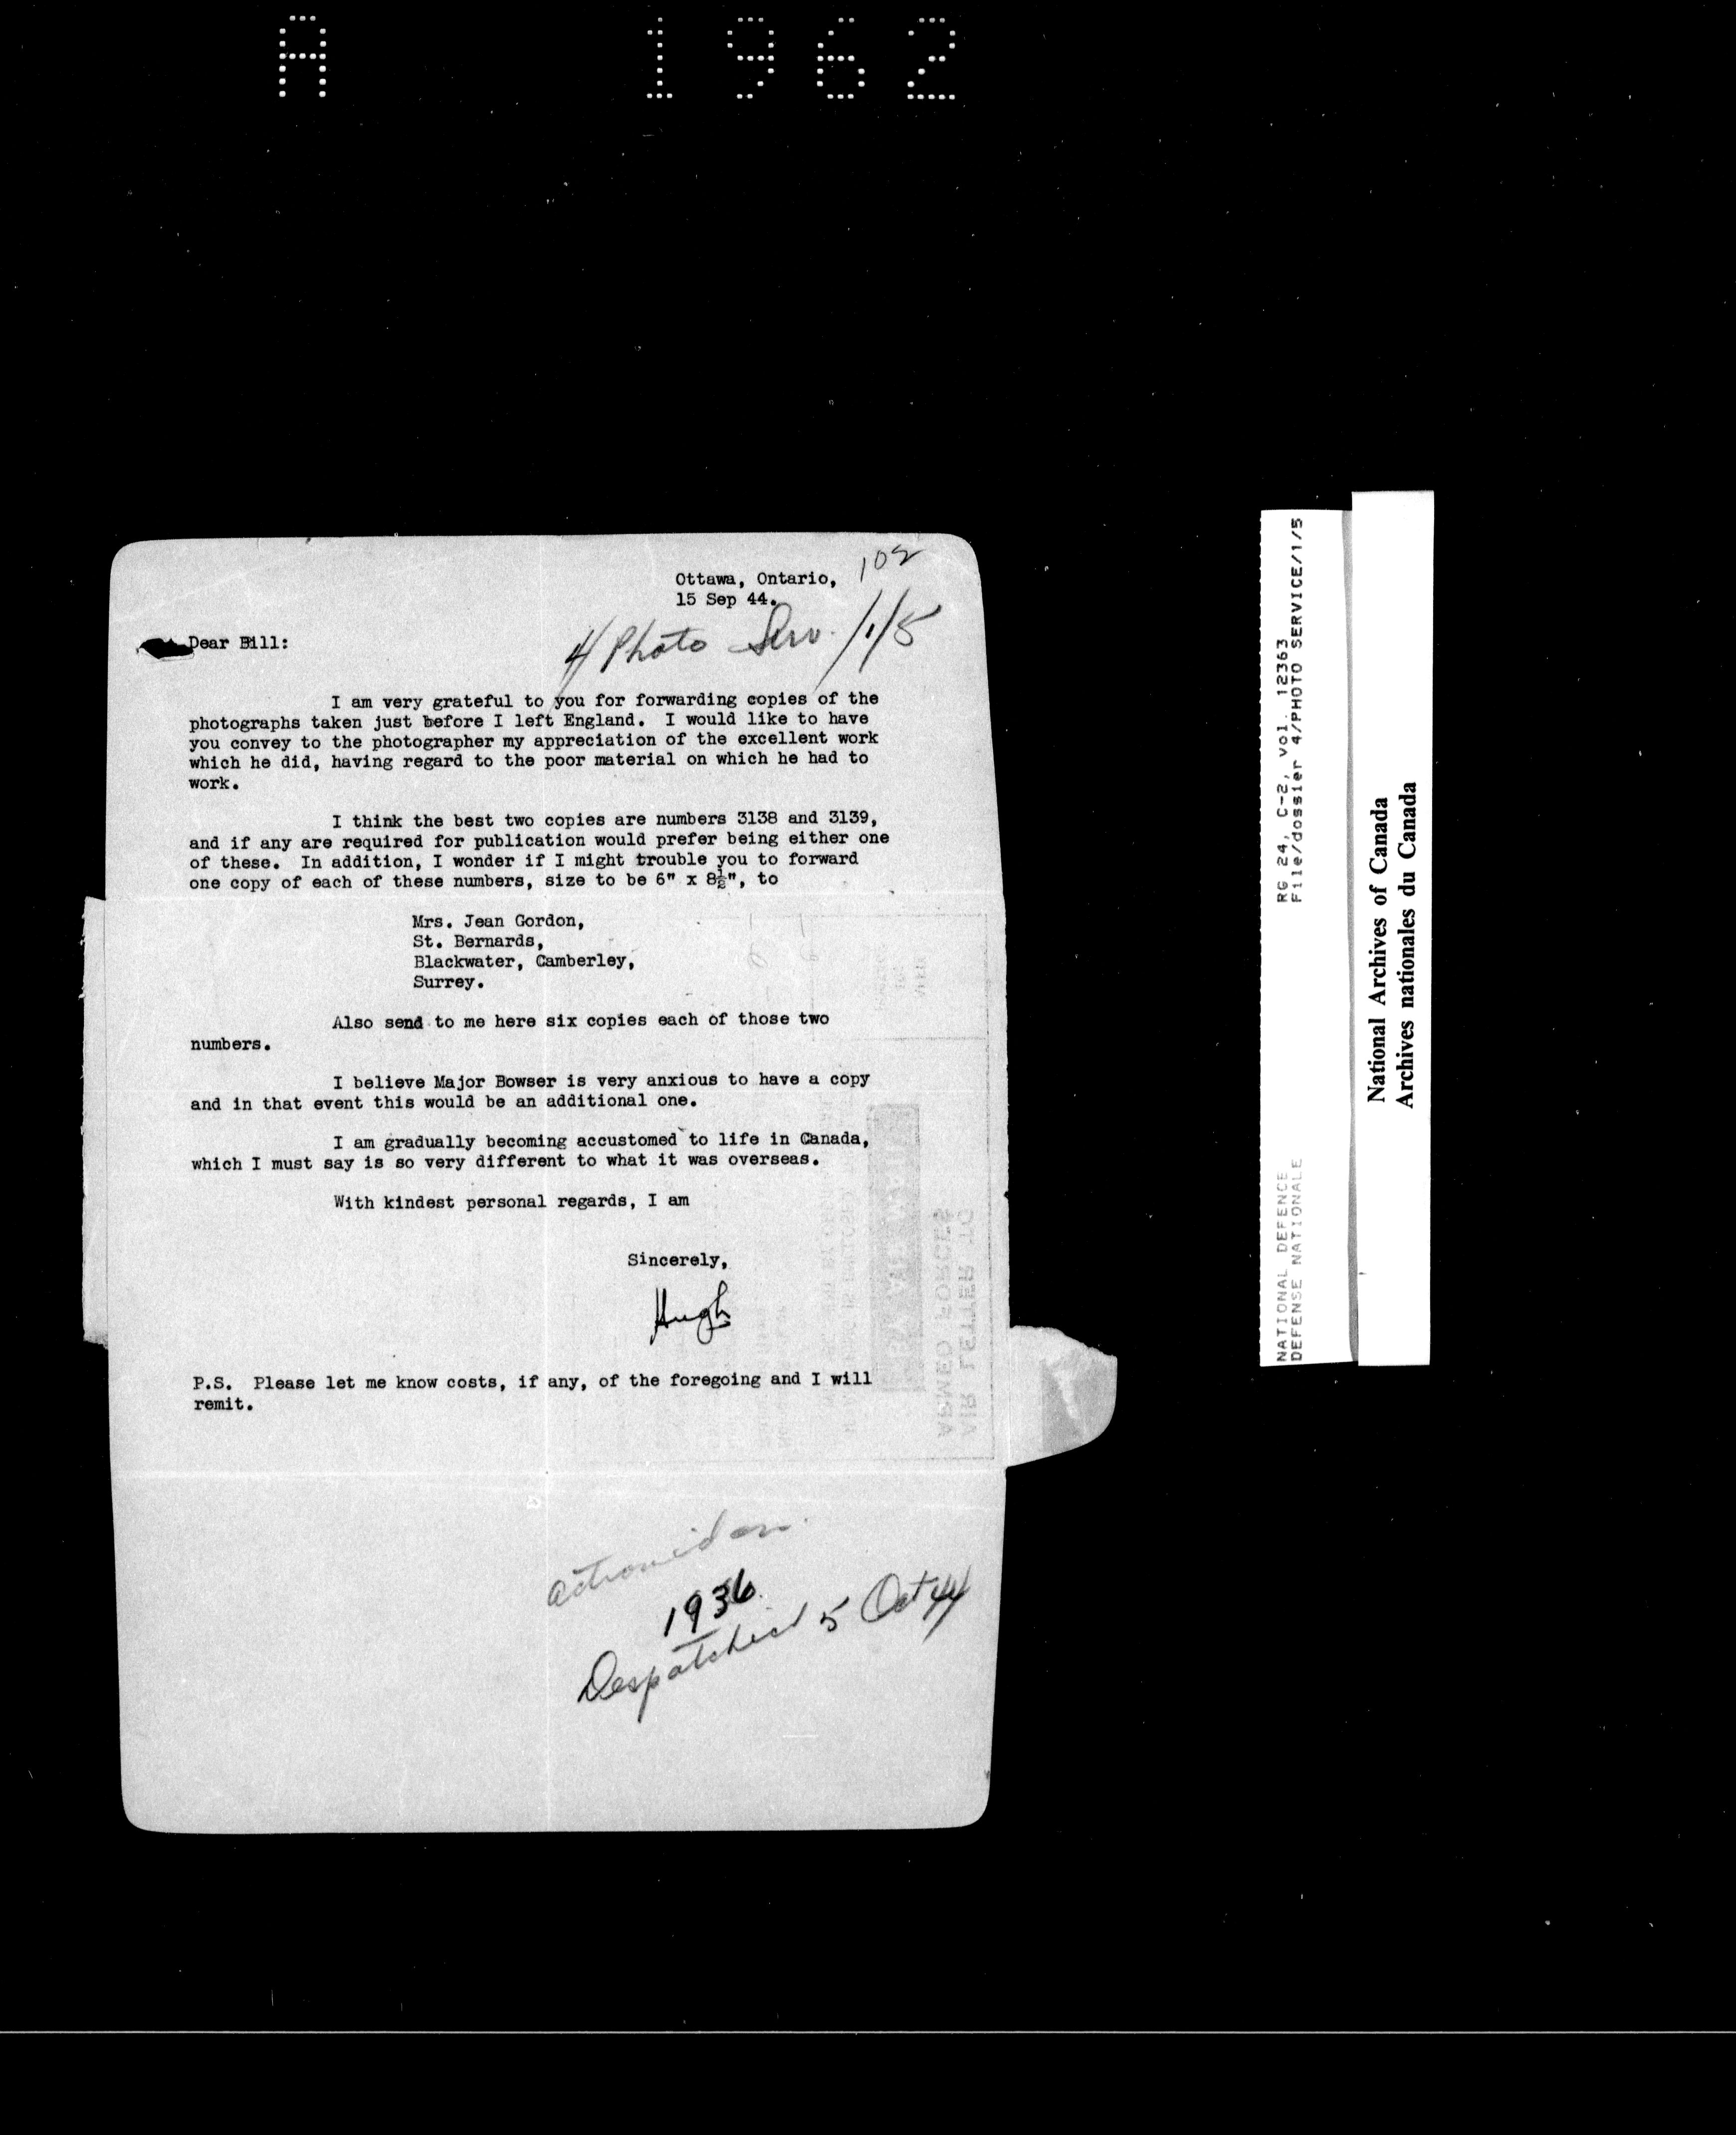 A 1962
102
Ottawa, Ontario,
15 Sep 44.
4/Photo Serv./1/5
Dear Bill:
I am very grateful to you for forwarding copies of the
photographs taken just before I left England. I would like to have
you convey to the photographer my appreciation of the excellent work
which he did, having regard to the poor material on which he had to
work.
I think the best two copies are numbers 3138 and 3139,
and if any are required for publication would prefer being either one
of these. In addition, I wonder if I might trouble you to forward
one copy of each of these numbers, size to be 6" x 8½", to
Mrs. Jean Gordon,
St. Bernards,
Blackwater, Camberley,
Surrey.
Also send to me here six copies each of those two
numbers.
I believe Major Bowser is very anxious to have a copy
and in that event this would be an additional one.
I am gradually becoming accustomed to life in Canada,
which I must say is so very different to what it was overseas.
With kindest personal regards, I am
Sincerely,
Hugh
P.S. Please let me know costs, if any, of the foregoing and I will
remit.
AIR LETTER TO
ARMED FORCES
actioned on
1936
Despatched 5 Oct 44
NATIONAL DEFENCE RG 24, C-2, vol. 12363
DEFENSE NATIONALE File/dossier 4/PHOTO SERVICE/1/5
National Archives of Canada
Archives nationales du Canada